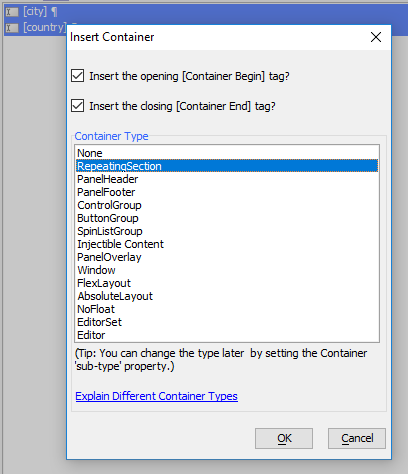 [city] ¶
[country]
Insert Container
Insert the opening [Container Begin] tag?
Insert the closing [Container End] tag?
Container Type
None
RepeatingSection
PanelHeader
PanelFooter
ControlGroup
ButtonGroup
SpinListGroup
Injectible Content
PanelOverlay
Window
FlexLayout
AbsoluteLayout
NoFloat
EditorSet
Editor
(Tip: You can change the type later by setting the Container
'sub-type' property.)
Explain Different Container Types
OK Cancel